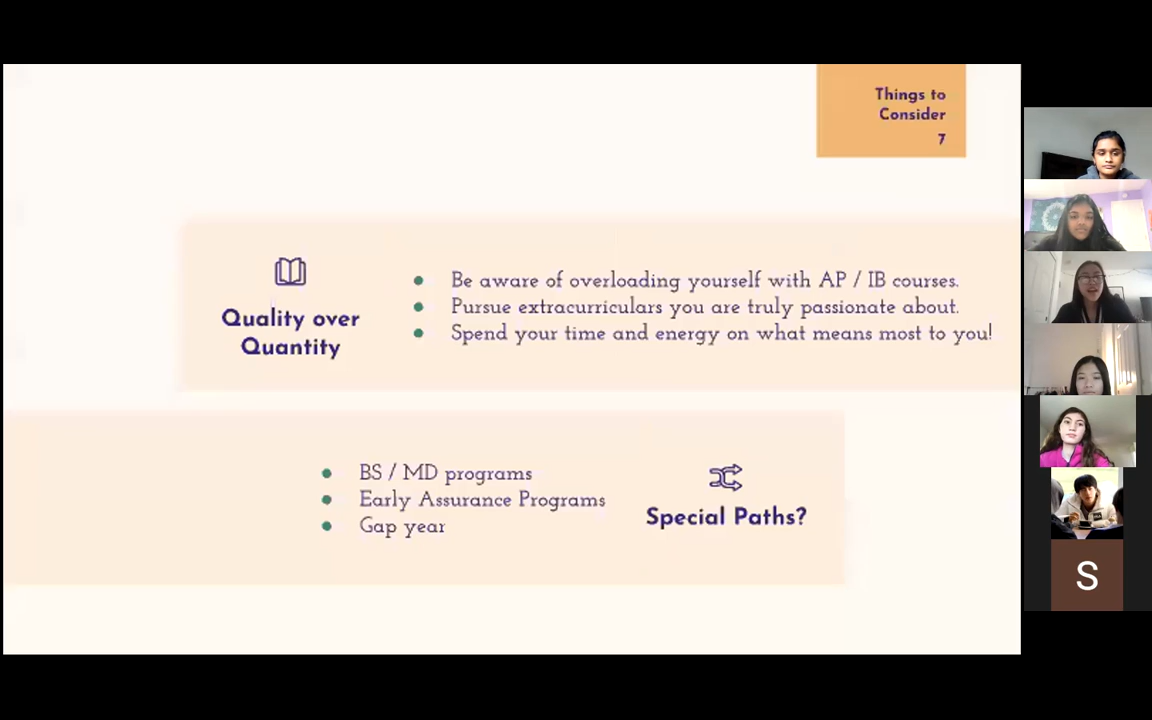 Things to
Consider
7
Quality over
Quantity
Be aware of overloading yourself with AP / IB courses.
Pursue extracurriculars you are truly passionate about.
Spend your time and energy on what means most to you!
BS / MD programs
Early Assurance Programs
Gap year
Special Paths?
S